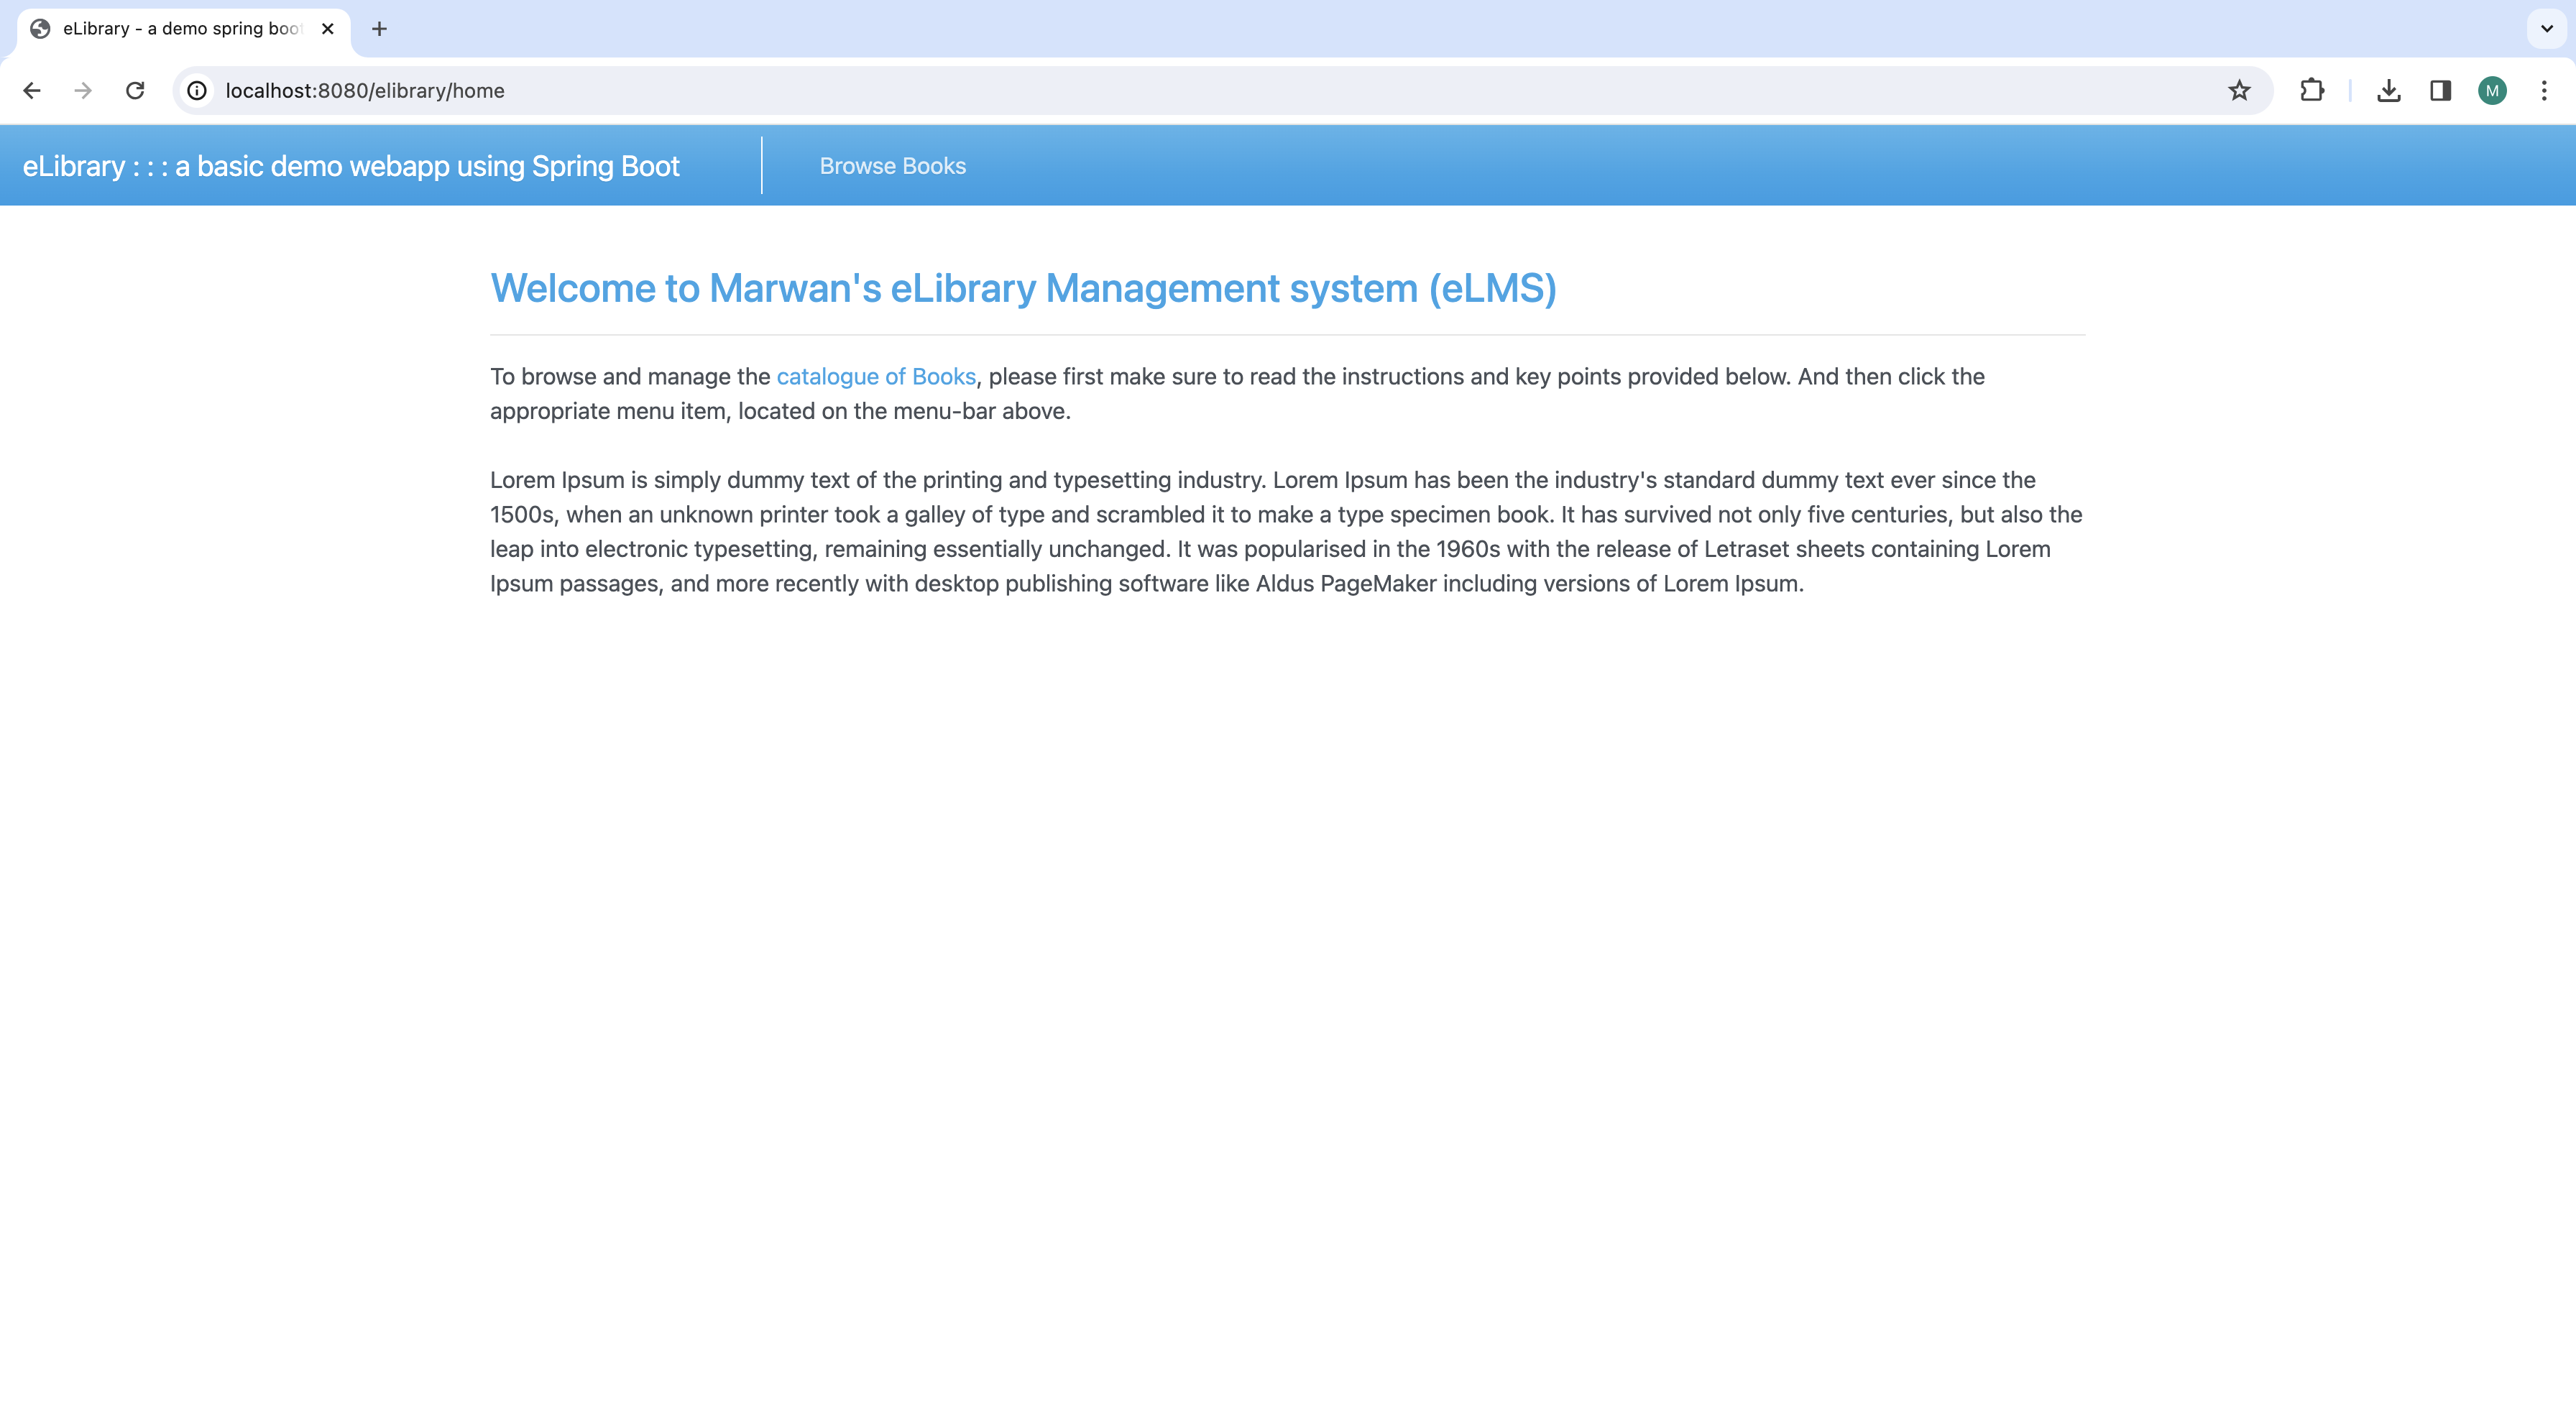 eLibrary - a demo spring boot
localhost:8080/elibrary/home
M
eLibrary : : : a basic demo webapp using Spring Boot
Browse Books
Welcome to Marwan's eLibrary Management system (eLMS)
To browse and manage the catalogue of Books, please first make sure to read the instructions and key points provided below. And then click the
appropriate menu item, located on the menu-bar above.
Lorem Ipsum is simply dummy text of the printing and typesetting industry. Lorem Ipsum has been the industry's standard dummy text ever since the
1500s, when an unknown printer took a galley of type and scrambled it to make a type specimen book. It has survived not only five centuries, but also the
leap into electronic typesetting, remaining essentially unchanged. It was popularised in the 1960s with the release of Letraset sheets containing Lorem
Ipsum passages, and more recently with desktop publishing software like Aldus PageMaker including versions of Lorem Ipsum.